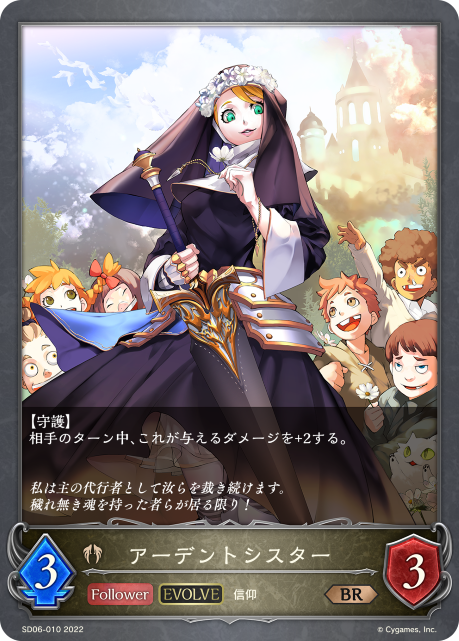 【守護】
相手のターン中、これが与えるダメージを+2する。
私は主の代行者として汝らを裁き続けます。
穢れ無き魂を持った者らが居る限り！
アーデントシスター
3
3
Follower EVOLVE 信仰 BR
SD06-010 2022 © Cygames, Inc.